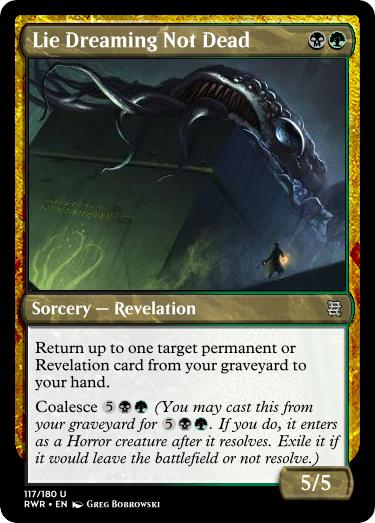 Lie Dreaming Not Dead
Sorcery — Revelation
Return up to one target permanent or
Revelation card from your graveyard to
your hand.
Coalesce 5 (You may cast this from
your graveyard for 5. If you do, it enters
as a Horror creature after it resolves. Exile it if
it would leave the battlefield or not resolve.)
5/5
117/180 U
RWR • EN Greg Bobrowski